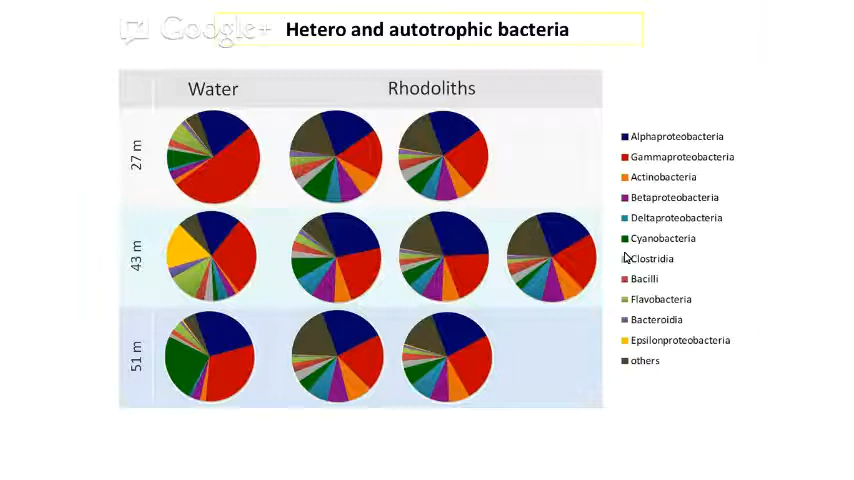 Google+
Hetero and autotrophic bacteria
Water
Rhodoliths
27 m
43 m
51 m
Alphaproteobacteria
Gammaproteobacteria
Actinobacteria
Betaproteobacteria
Deltaproteobacteria
Cyanobacteria
Clostridia
Bacilli
Flavobacteria
Bacteroidia
Epsilonproteobacteria
others